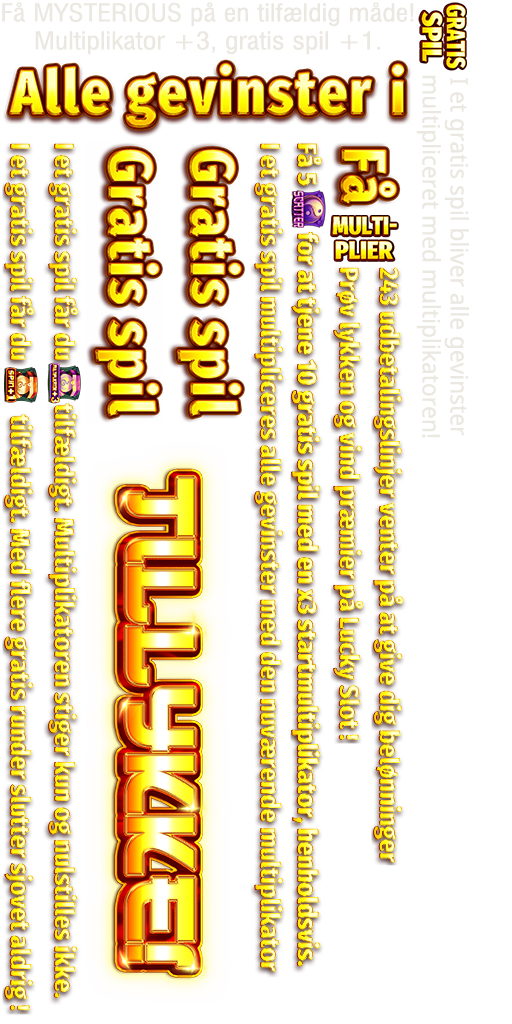 Få MYSTERIOUS på en tilfældig måde!
Multiplikator +3, gratis spil +1.
GRATIS
SPIL
I et gratis spil bliver alle gevinster
multipliceret med multiplikatoren!
Alle gevinster i
Få
MULTI-
PLIER
243 udbetalingslinjer venter på at give dig belønninger
Prøv lykken og vind præmier på Lucky Slot !
Få 5 SCATTER for at tjene 10 gratis spil med en x3 startmultiplikator, henholdsvis.
I et gratis spil multipliceres alle gevinster med den nuværende multiplikator
Gratis spil
Gratis spil
TILLYKKE!
I et gratis spil får du tilfældigt. Multiplikatoren stiger kun og nulstilles ikke.
I et gratis spil får du SPIL+1 tilfældigt. Med flere gratis runder slutter sjovet aldrig !